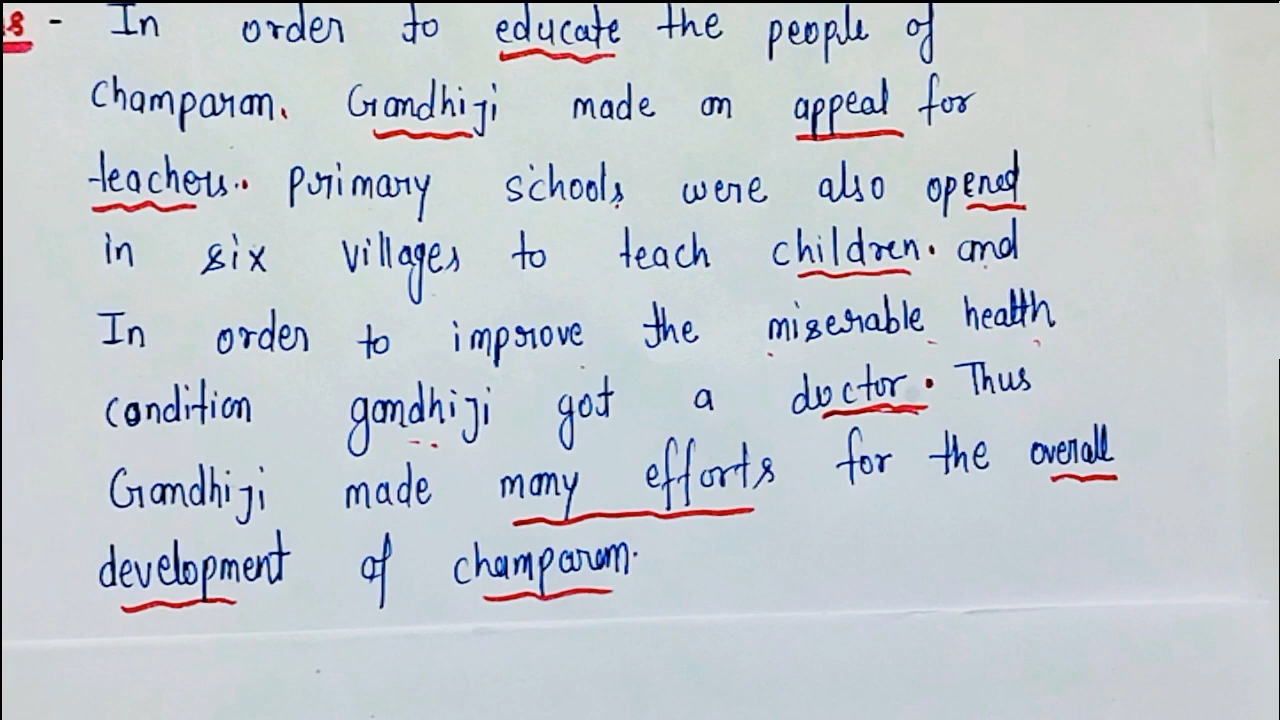 s - In order to educate the people of
Champaran. Gandhiji made an appeal for
teachers. primary schools were also opened
in six villages to teach children. and
In order to improve the miserable health
condition gandhiji got a doctor. Thus
Gandhiji made many efforts for the overall
development of champaran.